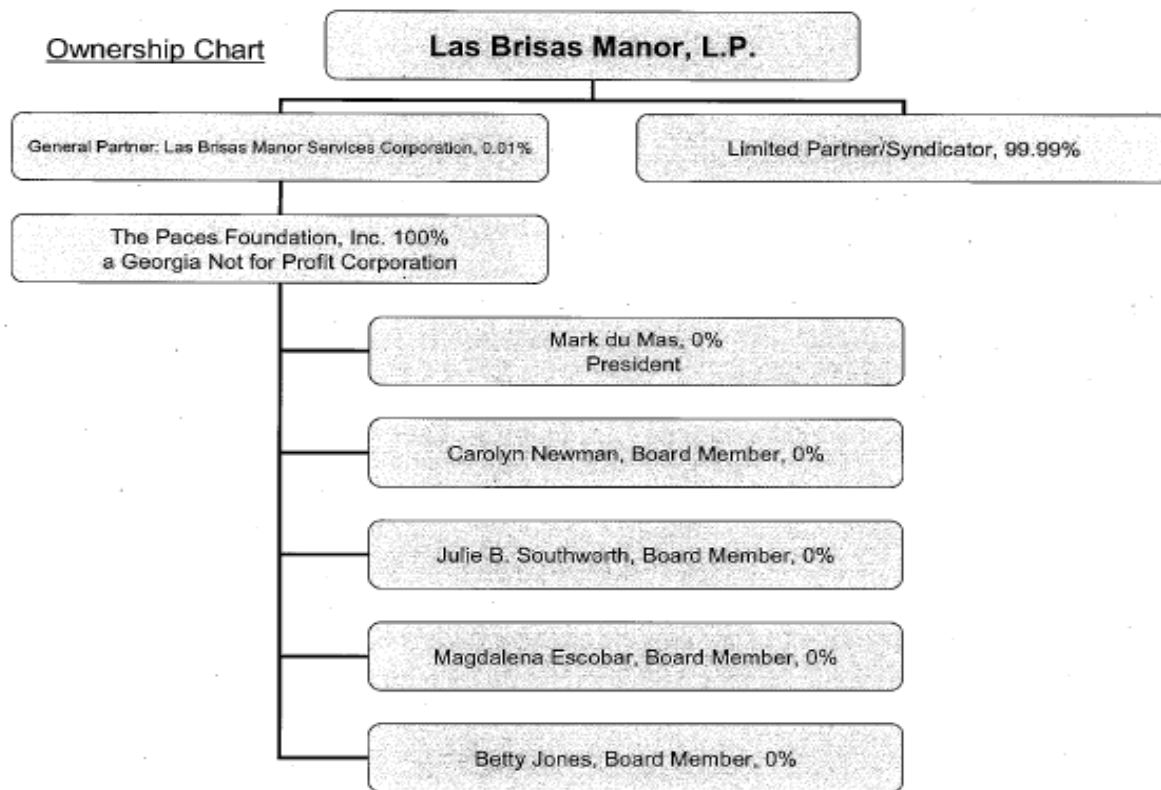 Ownership Chart
Las Brisas Manor, L.P.
General Partner: Las Brisas Manor Services Corporation, 0.01%
Limited Partner/Syndicator, 99.99%
The Paces Foundation, Inc. 100%
a Georgia Not for Profit Corporation
Mark du Mas, 0%
President
Carolyn Newman, Board Member, 0%
Julie B. Southworth, Board Member, 0%
Magdalena Escobar, Board Member, 0%
Betty Jones, Board Member, 0%